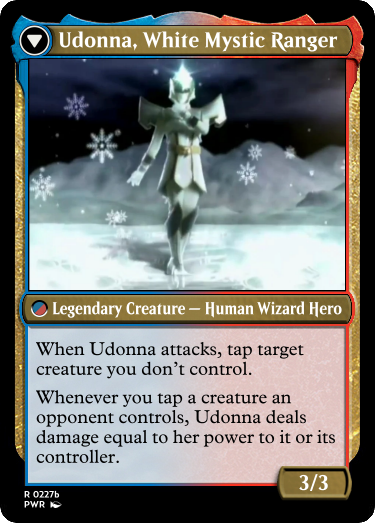 Udonna, White Mystic Ranger
Legendary Creature — Human Wizard Hero
When Udonna attacks, tap target
creature you don't control.
Whenever you tap a creature an
opponent controls, Udonna deals
damage equal to her power to it or its
controller.
3/3
R 0227b
PWR